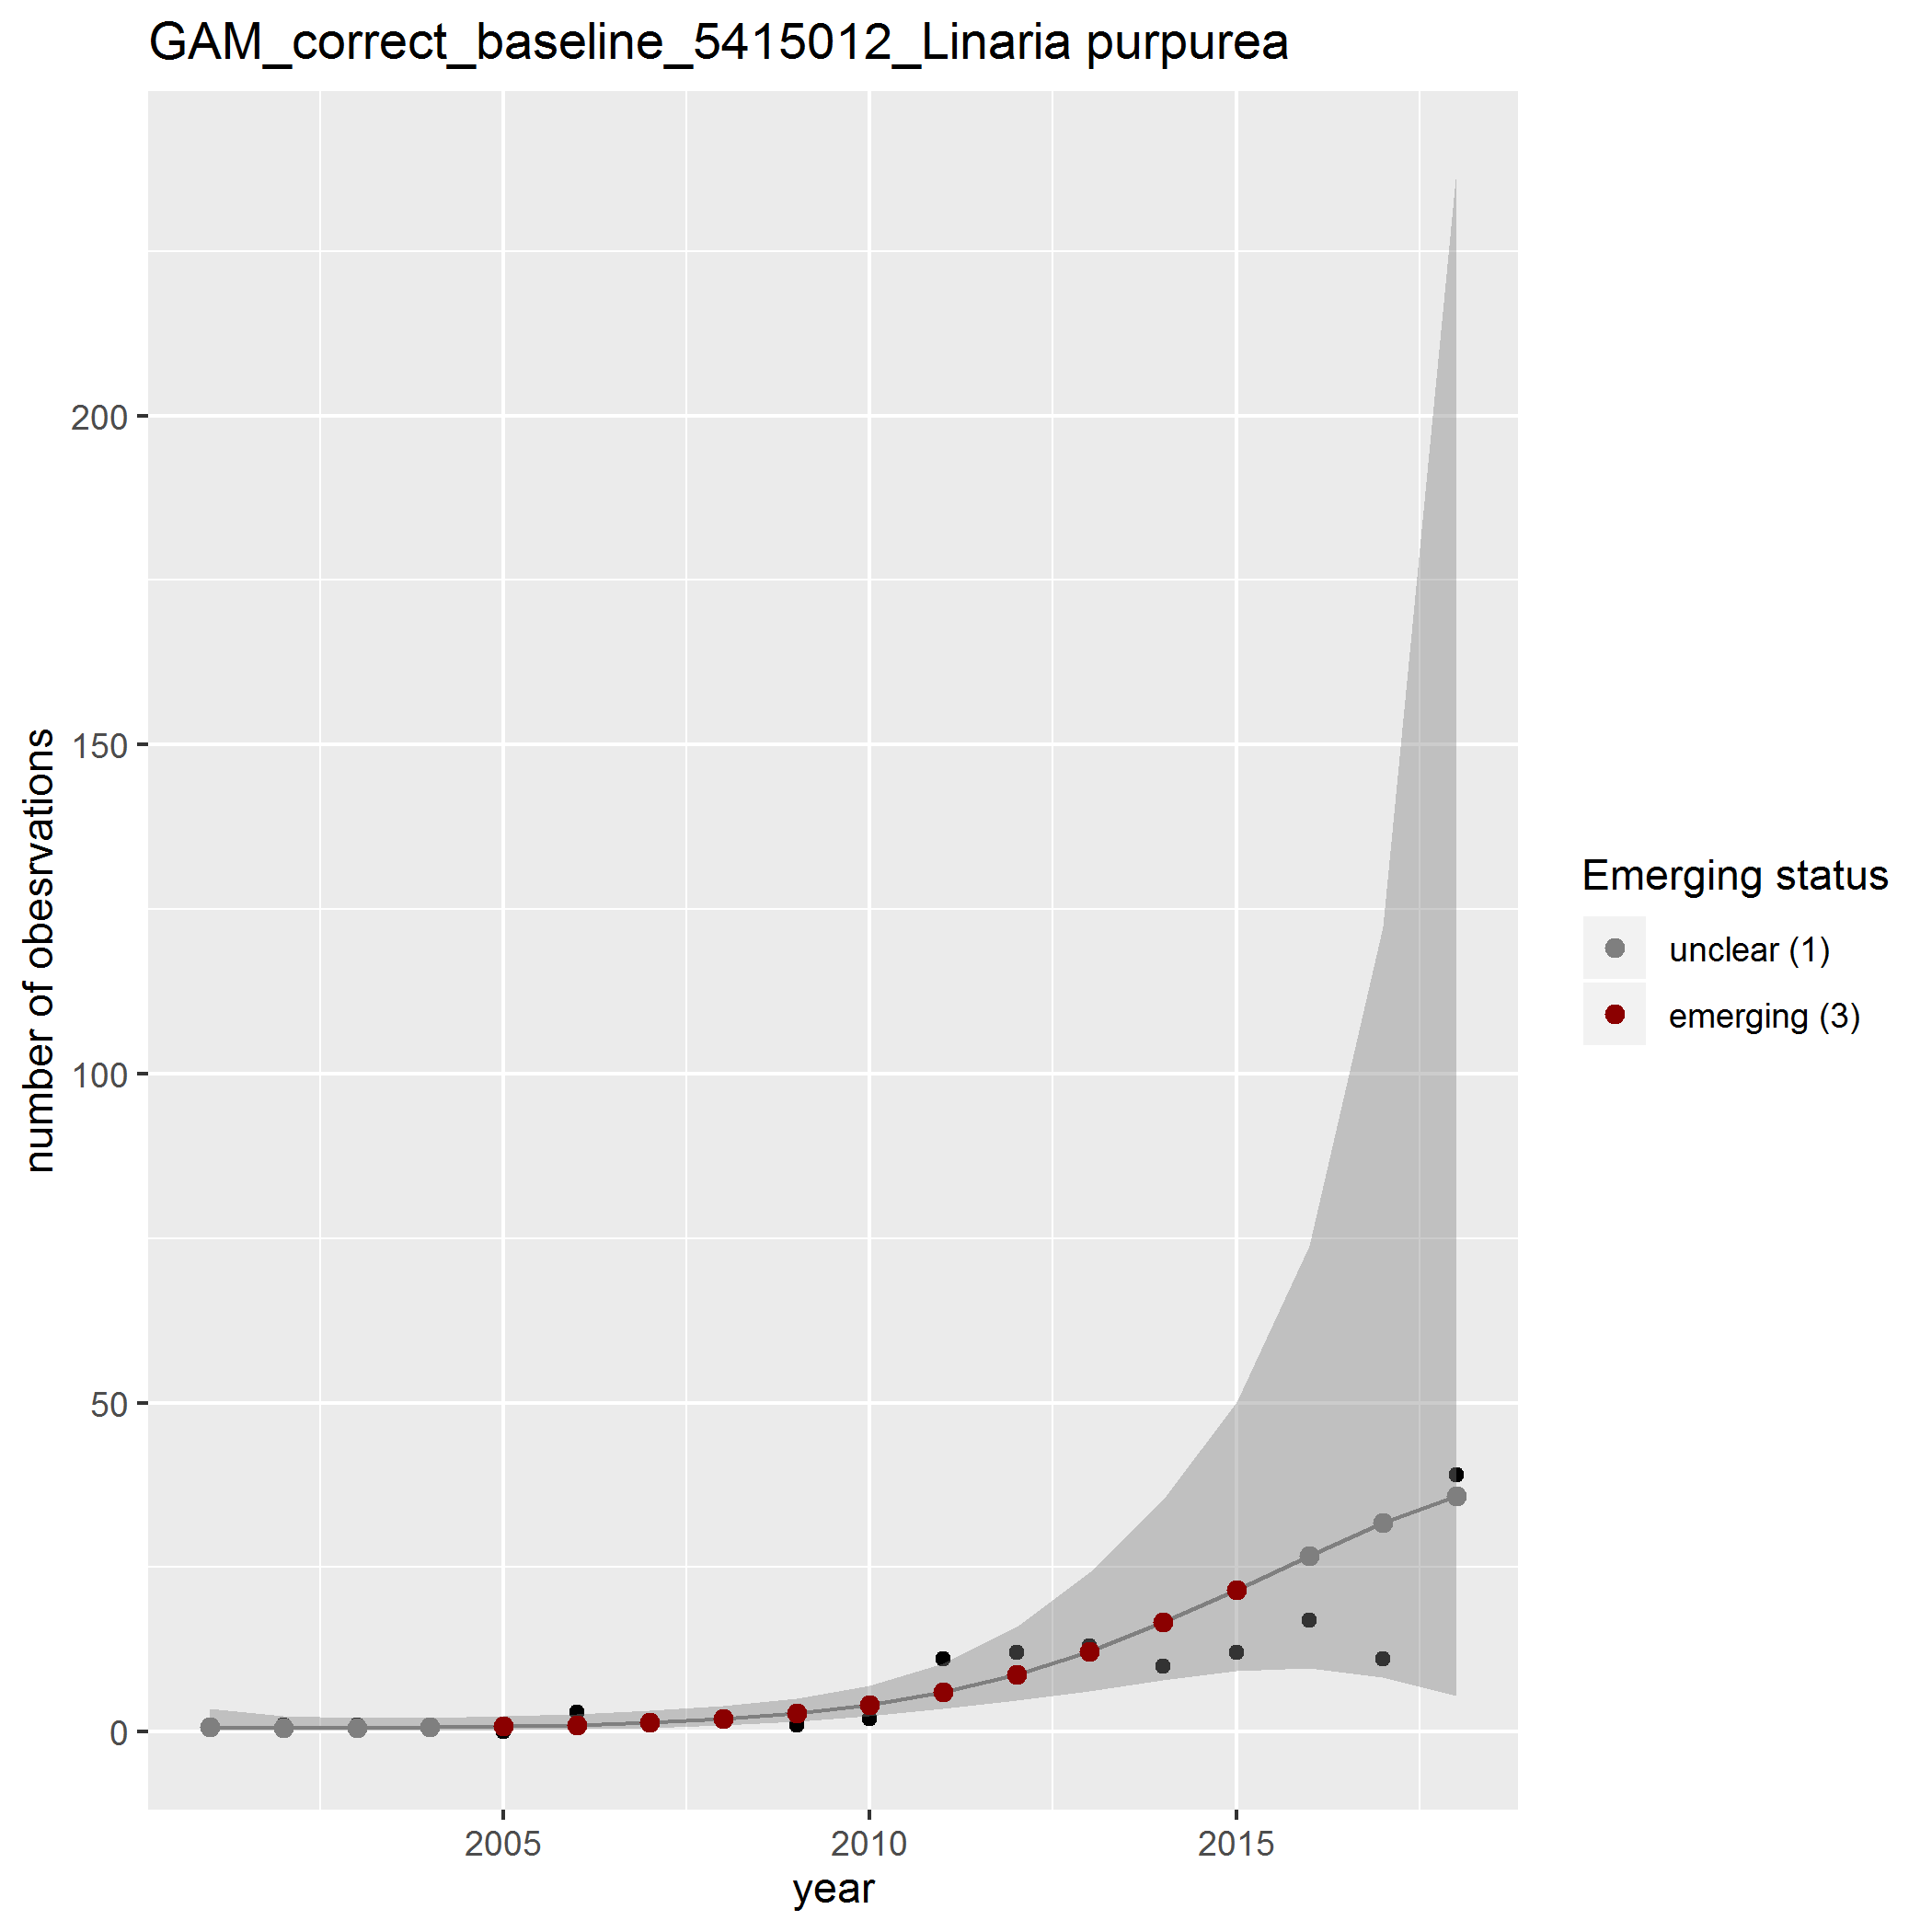 GAM_correct_baseline_5415012_Linaria purpurea
number of obesrvations
200
150
100
50
0
2005 2010 2015
year
Emerging status
unclear (1)
emerging (3)